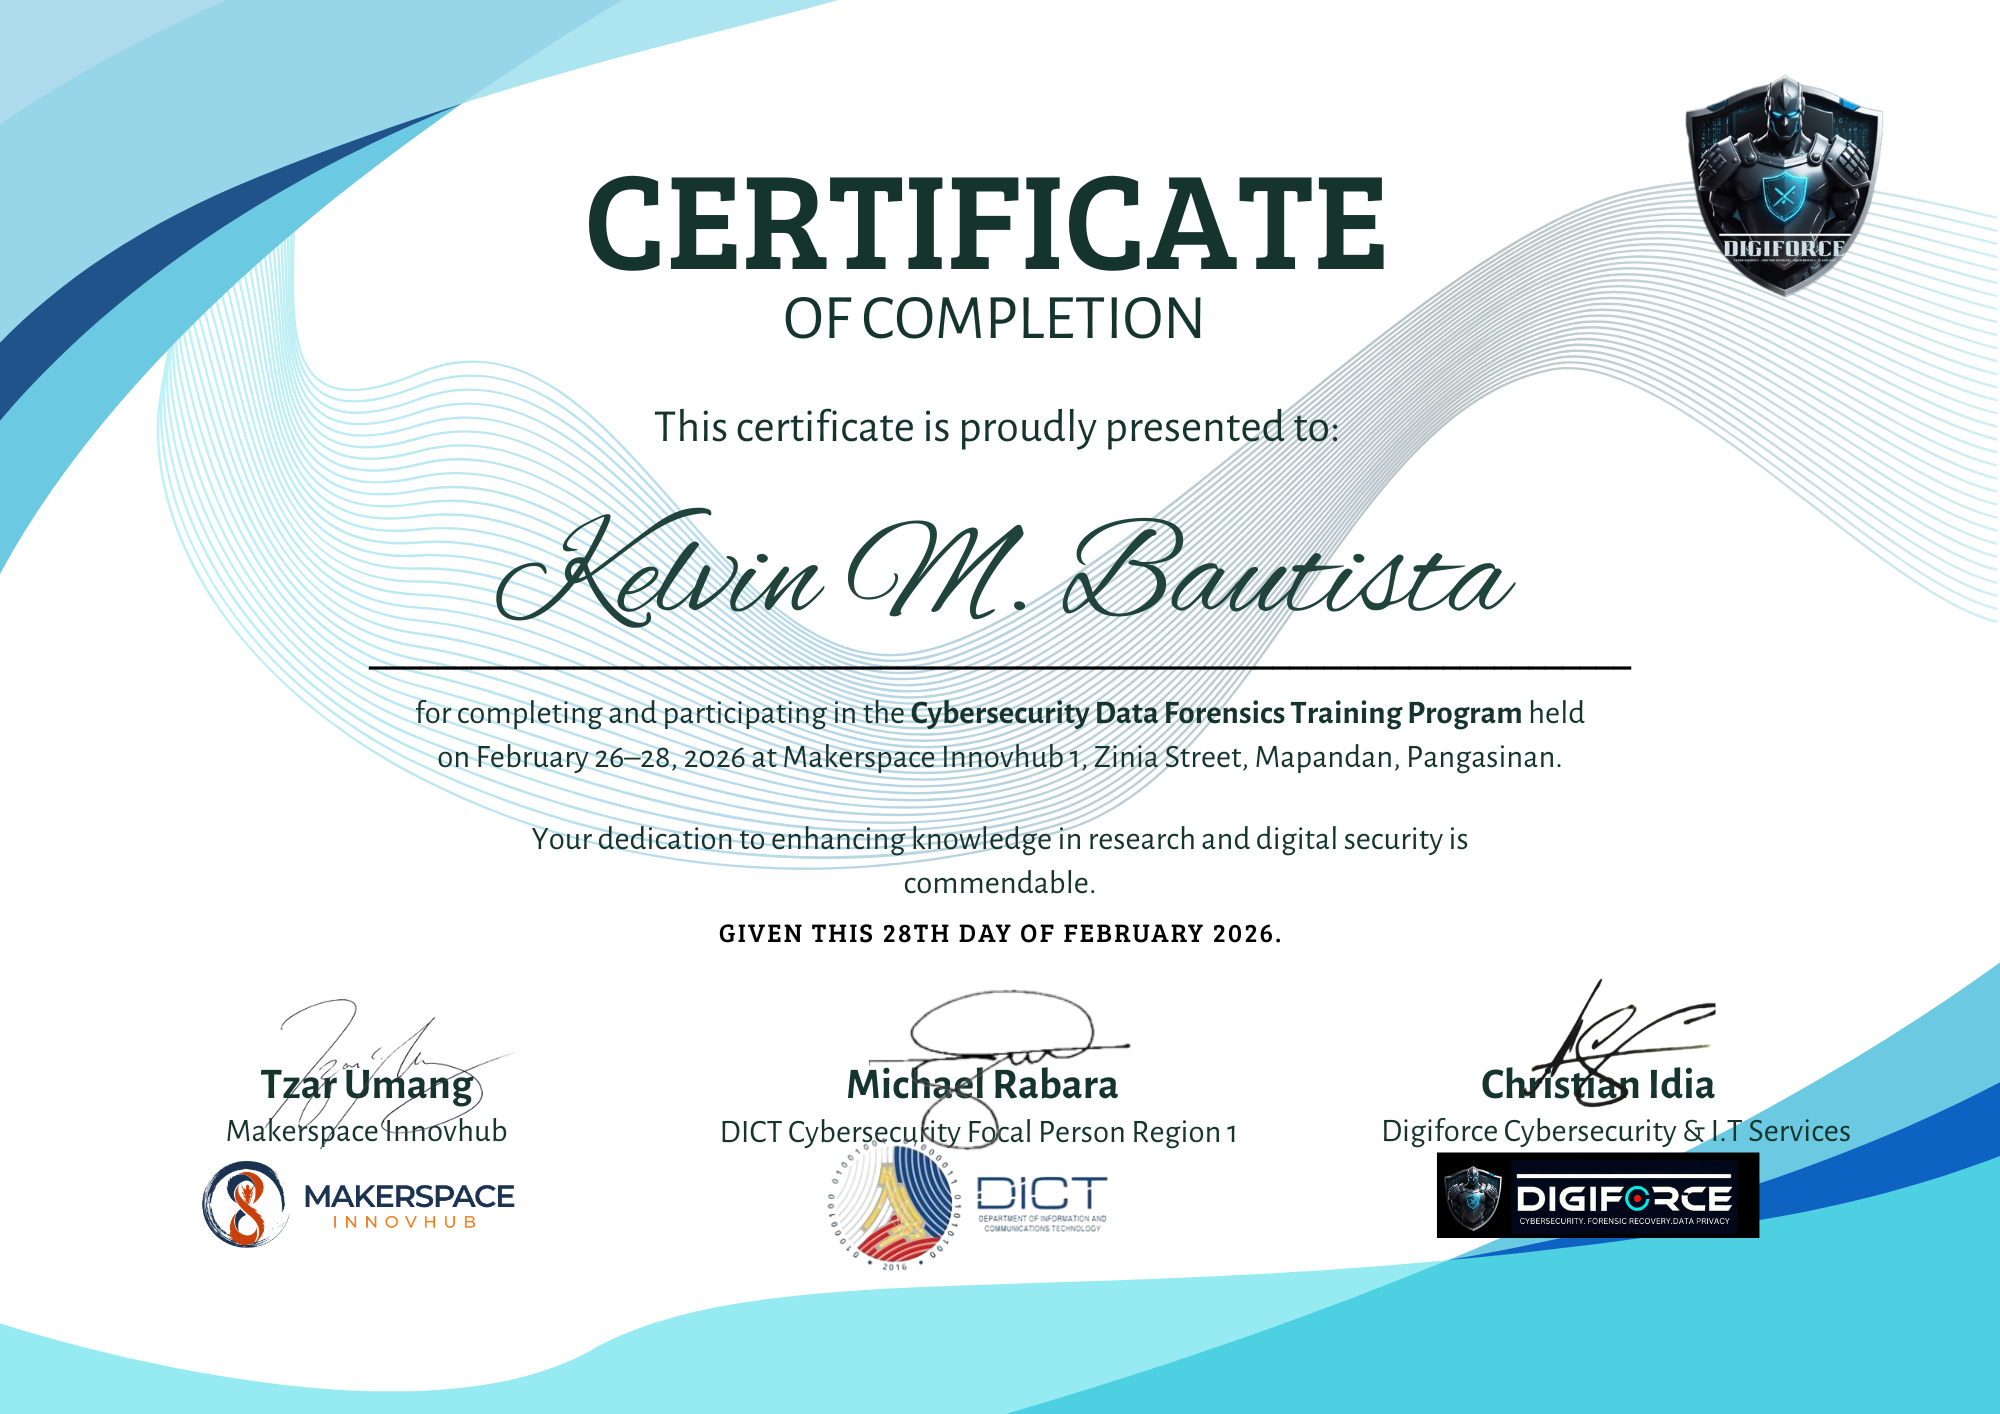 DIGIFORCE
CERTIFICATE
OF COMPLETION
This certificate is proudly presented to:
Kelvin M. Bautista
for completing and participating in the Cybersecurity Data Forensics Training Program held
on February 26–28, 2026 at Makerspace Innovhub 1, Zinia Street, Mapandan, Pangasinan.
Your dedication to enhancing knowledge in research and digital security is
commendable.
GIVEN THIS 28TH DAY OF FEBRUARY 2026.
Tzar Umang
Makerspace Innovhub
MAKERSPACE
INNOVHUB
Michael Rabara
DICT Cybersecurity Focal Person Region 1
2016
DICT
DEPARTMENT OF INFORMATION AND
COMMUNICATIONS TECHNOLOGY
Christian Idia
Digiforce Cybersecurity & I.T Services
DIGIFORCE
CYBERSECURITY. FORENSIC RECOVERY.DATA PRIVACY